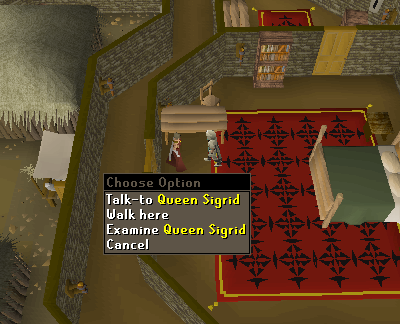 Choose Option
Talk-to Queen Sigrid
Walk here
Examine Queen Sigrid
Cancel